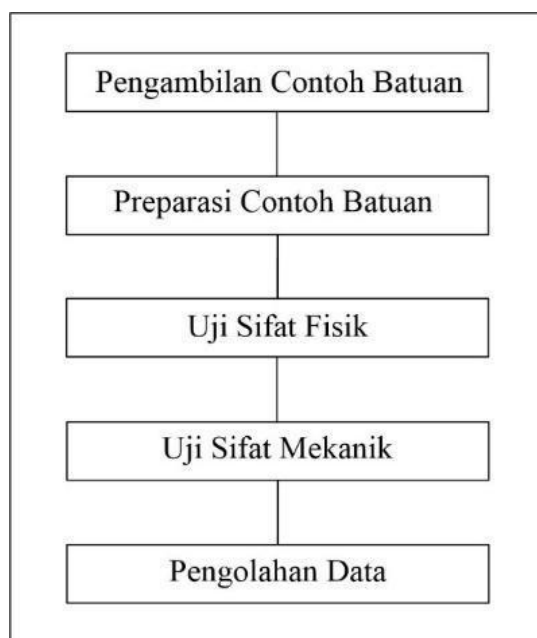 Pengambilan Contoh Batuan
Preparasi Contoh Batuan
Uji Sifat Fisik
Uji Sifat Mekanik
Pengolahan Data